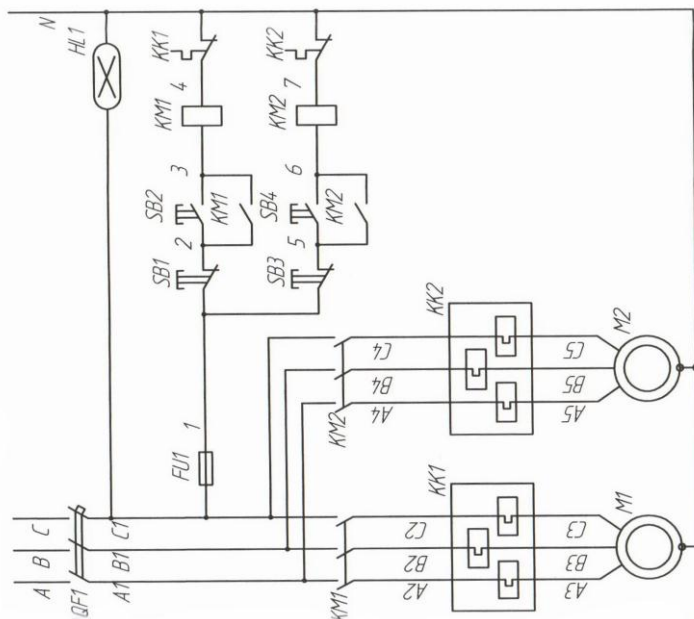 N
HL1
KK1
KK2
4
7
KM1
KM2
3
6
SB2
KM1
SB4
KM2
2
5
SB1
SB3
KK2
M2
C4
C5
B4
B5
A4
A5
KM2
1
FU1
KK1
M1
C
C1
C2
C3
B
B1
B2
B3
A
A1
A2
A3
QF1
KM1